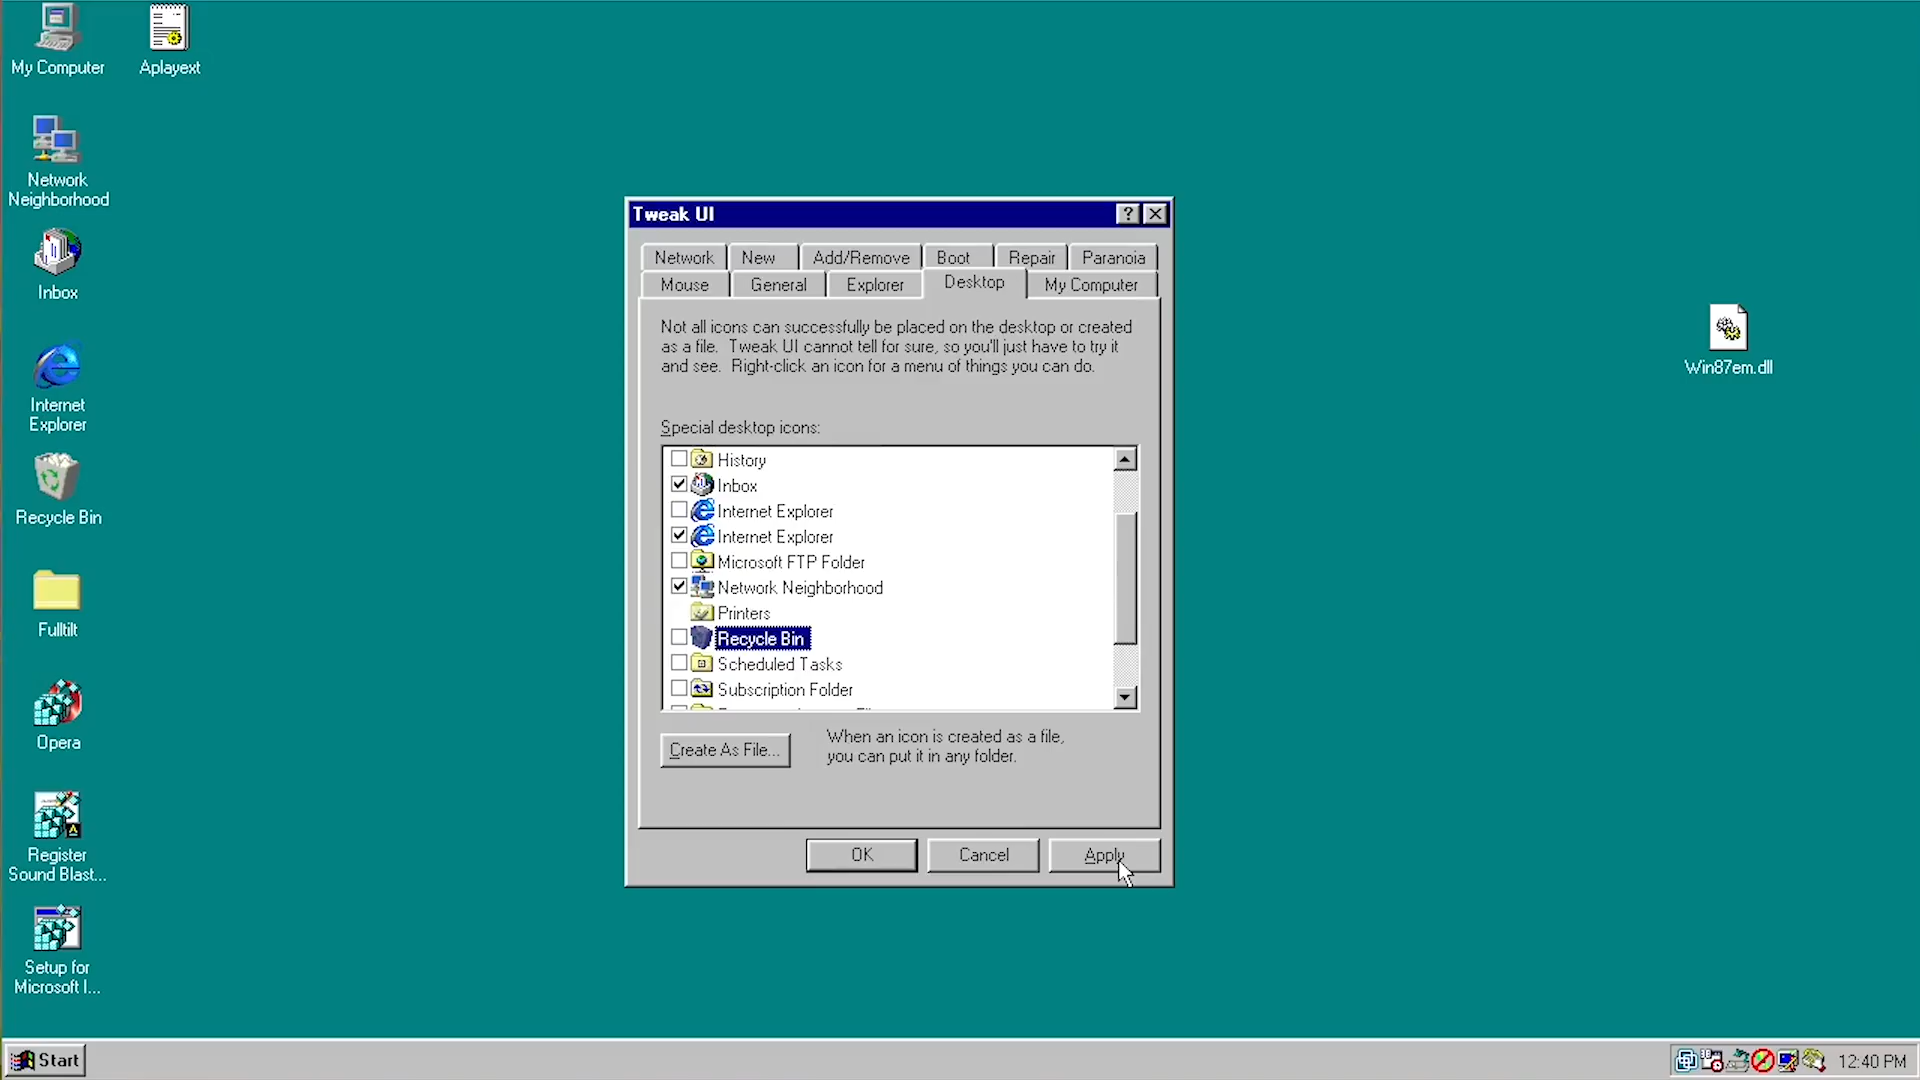 My Computer
Aplayext
Network
Neighborhood
Inbox
Internet
Explorer
Recycle Bin
Fulltilt
Opera
Register
Sound Blast...
Setup for
Microsoft I...
Tweak UI
Network New Add/Remove Boot Repair Paranoia
Mouse General Explorer Desktop My Computer
Not all icons can successfully be placed on the desktop or created
as a file. Tweak UI cannot tell for sure, so you'll just have to try it
and see. Right-click an icon for a menu of things you can do.
Special desktop icons:
History
Inbox
Internet Explorer
Internet Explorer
Microsoft FTP Folder
Network Neighborhood
Printers
Recycle Bin
Scheduled Tasks
Subscription Folder
Create As File...
When an icon is created as a file,
you can put it in any folder.
OK Cancel Apply
Win87em.dll
Start
12:40 PM